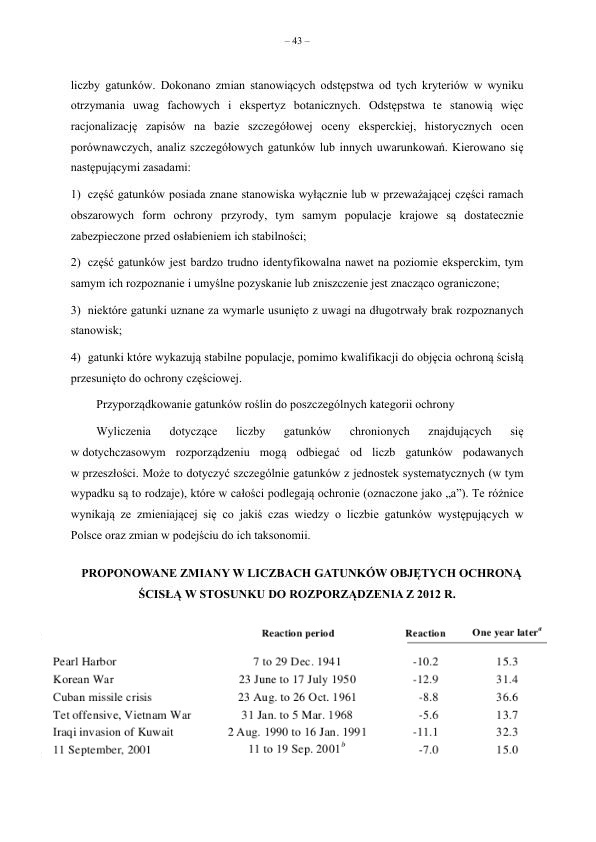 – 43 –
liczby gatunków. Dokonano zmian stanowiących odstępstwa od tych kryteriów w wyniku
otrzymania uwag fachowych i ekspertyz botanicznych. Odstępstwa te stanowią więc
racjonalizację zapisów na bazie szczegółowej oceny eksperckiej, historycznych ocen
porównawczych, analiz szczegółowych gatunków lub innych uwarunkowań. Kierowano się
następującymi zasadami:
1) część gatunków posiada znane stanowiska wyłącznie lub w przeważającej części ramach
obszarowych form ochrony przyrody, tym samym populacje krajowe są dostatecznie
zabezpieczone przed osłabieniem ich stabilności;
2) część gatunków jest bardzo trudno identyfikowalna nawet na poziomie eksperckim, tym
samym ich rozpoznanie i umyślne pozyskanie lub zniszczenie jest znacząco ograniczone;
3) niektóre gatunki uznane za wymarłe usunięto z uwagi na długotrwały brak rozpoznanych
stanowisk;
4) gatunki które wykazują stabilne populacje, pomimo kwalifikacji do objęcia ochroną ścisłą
przesunięto do ochrony częściowej.
Przyporządkowanie gatunków roślin do poszczególnych kategorii ochrony
Wyliczenia dotyczące liczby gatunków chronionych znajdujących się
w dotychczasowym rozporządzeniu mogą odbiegać od liczb gatunków podawanych
w przeszłości. Może to dotyczyć szczególnie gatunków z jednostek systematycznych (w tym
wypadku są to rodzaje), które w całości podlegają ochronie (oznaczone jako „a”). Te różnice
wynikają ze zmieniającej się co jakiś czas wiedzy o liczbie gatunków występujących w
Polsce oraz zmian w podejściu do ich taksonomii.
PROPONOWANE ZMIANY W LICZBACH GATUNKÓW OBJĘTYCH OCHRONĄ
ŚCISŁĄ W STOSUNKU DO ROZPORZĄDZENIA Z 2012 R.
Reaction period Reaction One year later a
Pearl Harbor 7 to 29 Dec. 1941 -10.2 15.3
Korean War 23 June to 17 July 1950 -12.9 31.4
Cuban missile crisis 23 Aug. to 26 Oct. 1961 -8.8 36.6
Tet offensive, Vietnam War 31 Jan. to 5 Mar. 1968 -5.6 13.7
Iraqi invasion of Kuwait 2 Aug. 1990 to 16 Jan. 1991 -11.1 32.3
11 September, 2001 11 to 19 Sep. 2001 b -7.0 15.0